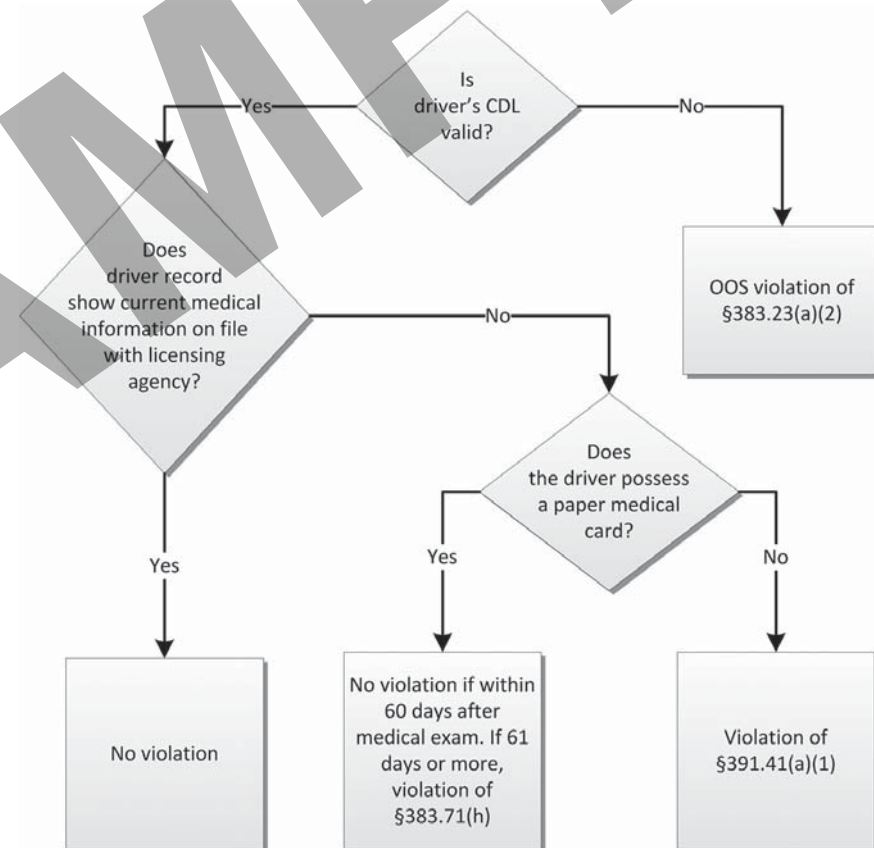 Is
driver's CDL
valid?
Yes
No
Does
driver record
show current medical
information on file
with licensing
agency?
OOS violation of
§383.23(a)(2)
No
Does
the driver possess
a paper medical
card?
Yes
Yes
No
No violation
No violation if within
60 days after
medical exam. If 61
days or more,
violation of
§383.71(h)
Violation of
§391.41(a)(1)